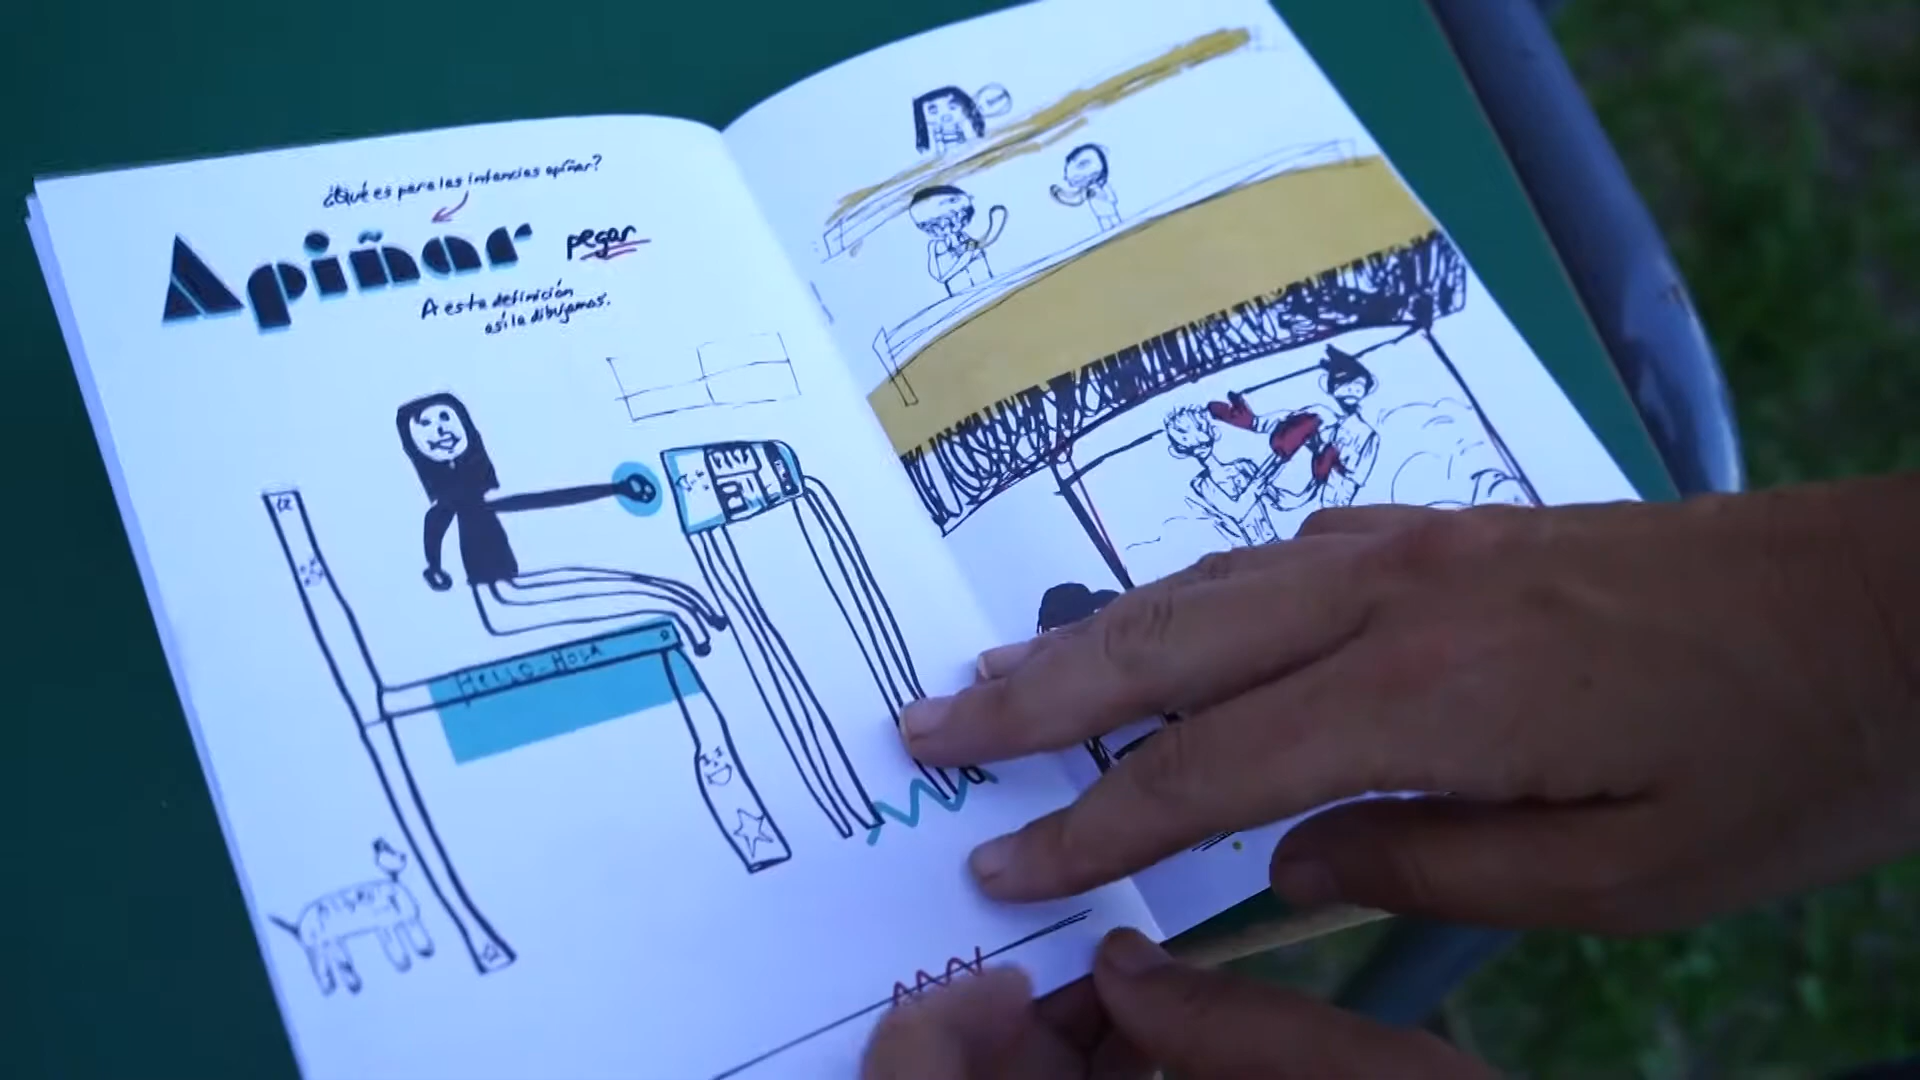 ¿Qué es para las infancias apiñar?
Apiñar
pegar
A esta definición
así la dibujamos.
HELLO-HOLA